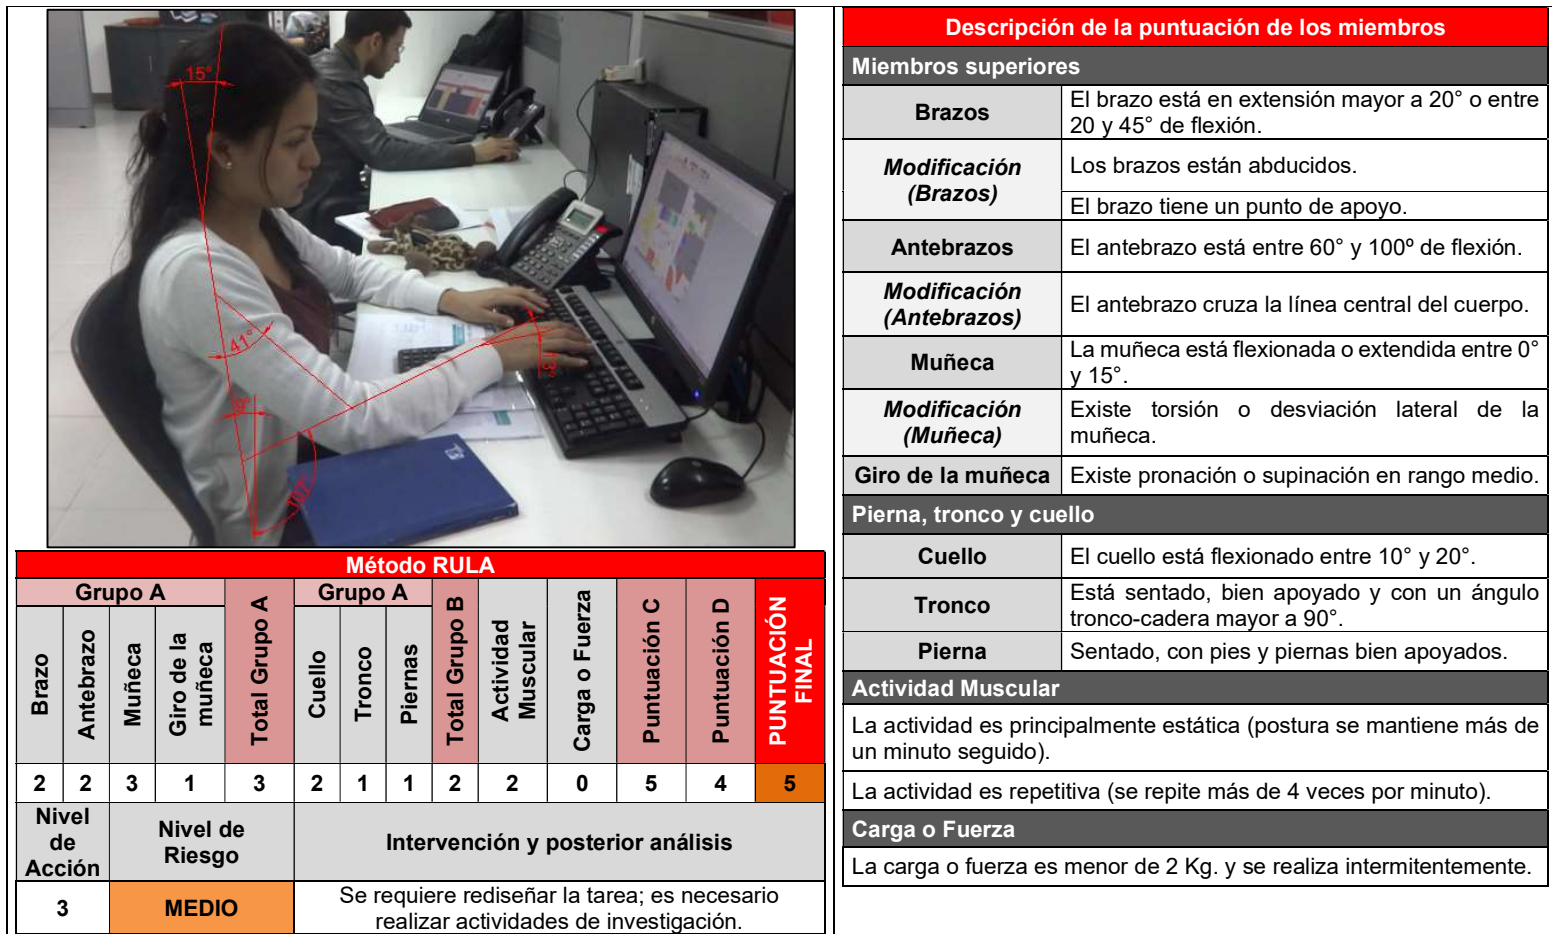 15°
41°
9°
107°
Método RULA
Grupo A
Grupo A
Brazo
Antebrazo
Muñeca
Giro de la
muñeca
Total Grupo A
Cuello
Tronco
Piernas
Total Grupo B
Actividad
Muscular
Carga o Fuerza
Puntuación C
Puntuación D
PUNTUACIÓN
FINAL
2 2 3 1 3 2 1 1 2 2 0 5 4 5
Nivel
de
Acción
Nivel de
Riesgo
Intervención y posterior análisis
3
MEDIO
Se requiere rediseñar la tarea; es necesario
realizar actividades de investigación.
Descripción de la puntuación de los miembros
Miembros superiores
Brazos
El brazo está en extensión mayor a 20° o entre
20 y 45° de flexión.
Modificación
(Brazos)
Los brazos están abducidos.
El brazo tiene un punto de apoyo.
Antebrazos
El antebrazo está entre 60° y 100º de flexión.
Modificación
(Antebrazos)
El antebrazo cruza la línea central del cuerpo.
Muñeca
La muñeca está flexionada o extendida entre 0°
y 15°.
Modificación
(Muñeca)
Existe torsión o desviación lateral de la
muñeca.
Giro de la muñeca
Existe pronación o supinación en rango medio.
Pierna, tronco y cuello
Cuello
El cuello está flexionado entre 10° y 20°.
Tronco
Está sentado, bien apoyado y con un ángulo
tronco-cadera mayor a 90°.
Pierna
Sentado, con pies y piernas bien apoyados.
Actividad Muscular
La actividad es principalmente estática (postura se mantiene más de
un minuto seguido).
La actividad es repetitiva (se repite más de 4 veces por minuto).
Carga o Fuerza
La carga o fuerza es menor de 2 Kg. y se realiza intermitentemente.